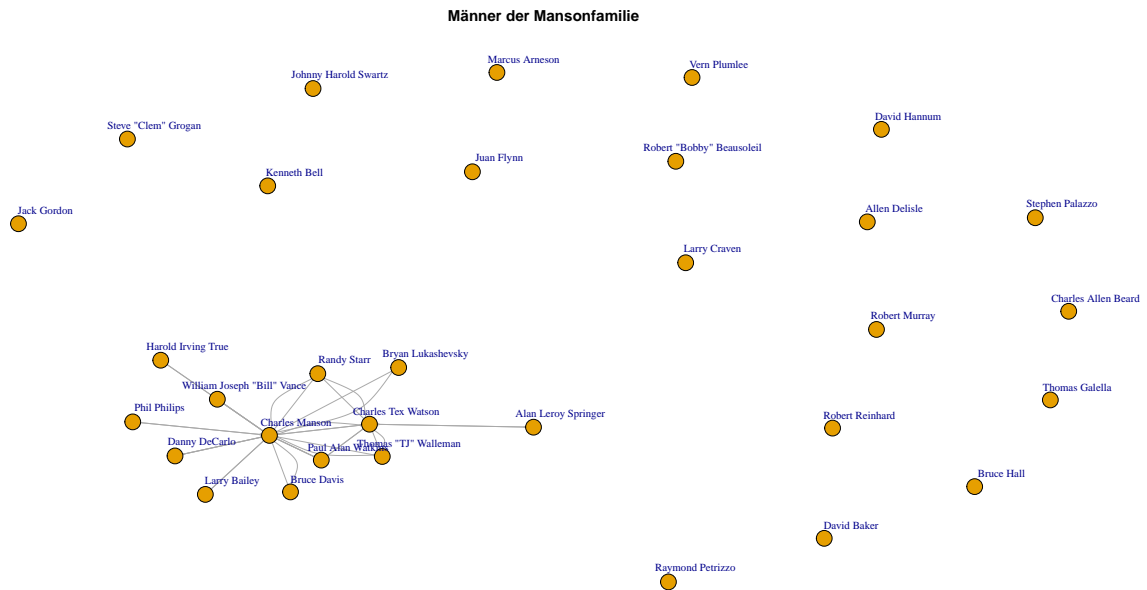 Männer der Mansonfamilie
Marcus Arneson
Vern Plumlee
Johnny Harold Swartz
David Hannum
Steve "Clem" Grogan
Robert "Bobby" Beausoleil
Juan Flynn
Kenneth Bell
Stephen Palazzo
Allen Delisle
Jack Gordon
Larry Craven
Charles Allen Beard
Robert Murray
Harold Irving True
Bryan Lukashevsky
Randy Starr
William Joseph "Bill" Vance
Thomas Galella
Phil Philips
Charles Tex Watson
Alan Leroy Springer
Robert Reinhard
Charles Manson
Danny DeCarlo
Thomas "TJ" Walleman
Paul Alan
Bruce Hall
Larry Bailey
Bruce Davis
David Baker
Raymond Petrizzo